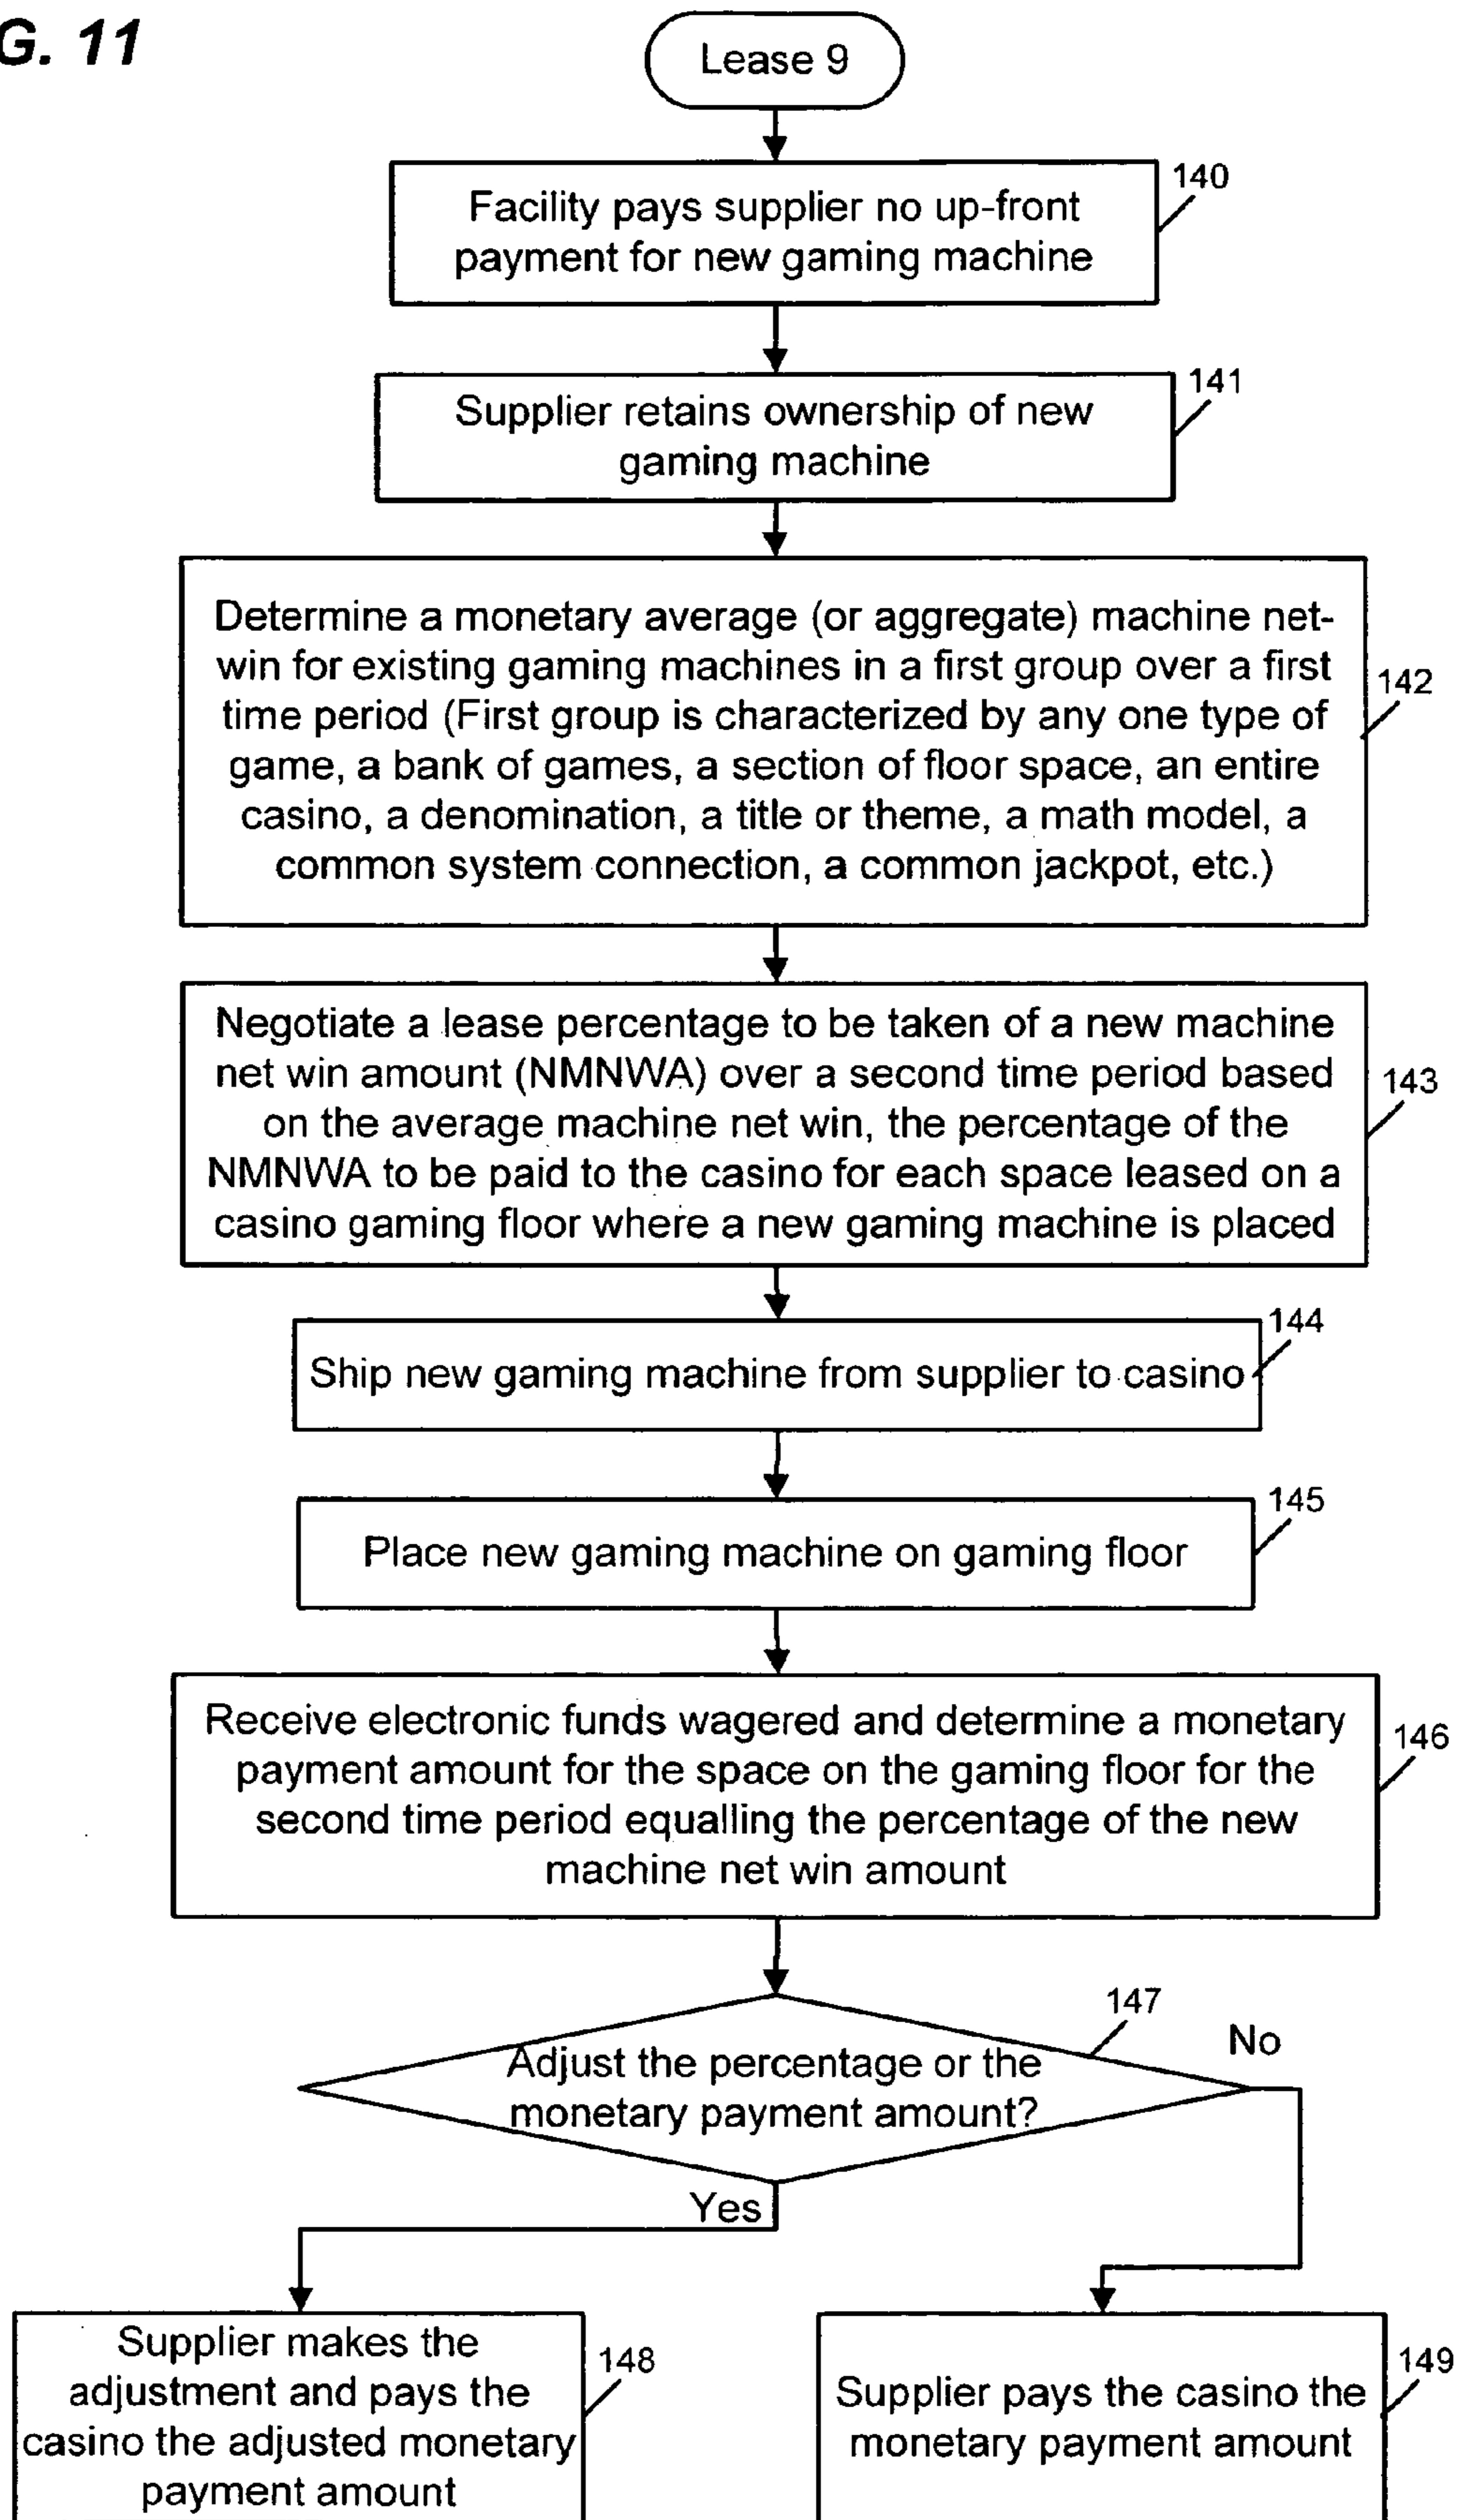 G. 11
Lease 9
140
Facility pays supplier no up-front
payment for new gaming machine
141
Supplier retains ownership of new
gaming machine
142
Determine a monetary average (or aggregate) machine net-
win for existing gaming machines in a first group over a first
time period (First group is characterized by any one type of
game, a bank of games, a section of floor space, an entire
casino, a denomination, a title or theme, a math model, a
common system connection, a common jackpot, etc.)
143
Negotiate a lease percentage to be taken of a new machine
net win amount (NMNWA) over a second time period based
on the average machine net win, the percentage of the
NMNWA to be paid to the casino for each space leased on a
casino gaming floor where a new gaming machine is placed
144
Ship new gaming machine from supplier to casino
145
Place new gaming machine on gaming floor
146
Receive electronic funds wagered and determine a monetary
payment amount for the space on the gaming floor for the
second time period equalling the percentage of the new
machine net win amount
147
Adjust the percentage or the
monetary payment amount?
No
Yes
148
Supplier makes the
adjustment and pays the
casino the adjusted monetary
payment amount
149
Supplier pays the casino the
monetary payment amount